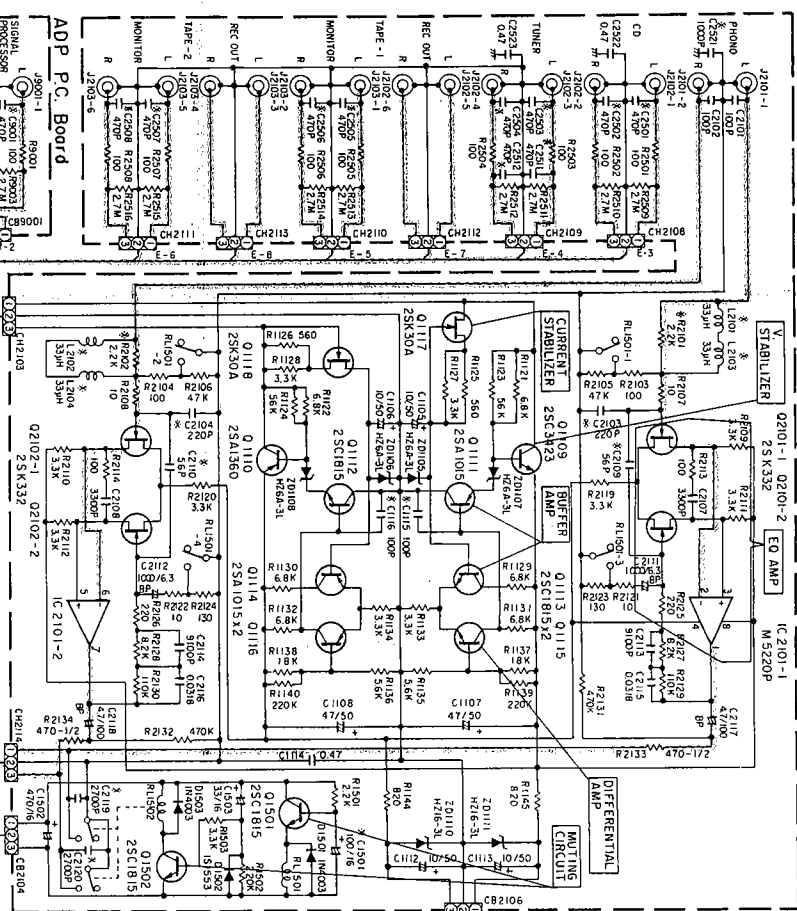 SIGNAL
PROCESSOR
L
J9001-1
R9001
*C9001 100
470P
R9003
2.7M
CB9001
ADP P.C. Board
PHONO
J2101-1
L
R
*C2521
1000P
C2101
100P
C2102
100P
CD
C2522
0.47
J2101-2
J2102-1
L
R
*C2501 R2501
470P 100
*C2502 R2502
470P 100
R2509
2.7M
R2510
2.7M
CH2108
E-3
TUNER
C2523
0.47
J2102-3
J2102-2
L
R
J2102-4
J2102-5
C2503
470P
C2504
470P
R2503
100
R2504
100
C2511
470P
C2512
470P
R2511
2.7M
R2512
2.7M
CH2109
E-4
REC OUT
L
R
CH2112
E-7
TAPE-1
J2102-6
J2103-1
MONITOR
L
R
*C2505 R2505
470P 100
*C2506 R2506
470P 100
R2513
2.7M
R2514
2.7M
CH2110
E-5
REC OUT
J2103-2
J2103-3
L
R
CH2113
E-8
TAPE-2
J2103-4
J2103-5
MONITOR
L
R
J2103-6
*C2507 R2507
470P 100
*C2508 R2508
470P 100
R2515
2.7M
R2516
2.7M
CH2111
E-6
CH2103
V. STABILIZER
CURRENT STABILIZER
BUFFER AMP
EQ AMP
DIFFERENTIAL AMP
MUTING CIRCUIT
L2101 33μH
L2103 33μH
*R2101
2.2K
R2107
10
RL1501-1
R2105
47K
R2103
100
*C2103
220P
*C2109
56P
Q2101-1 Q2101-2
2SK332
R2109
3.3K
R2113
100
C2107
3300P
R2111
3.3K
R2119
3.3K
RL1501-3
C2111
1000/6.3
BP
R2123
130
R2121
10
R2125
220
R2127
8.2K
R2129
110K
C2113
9100P
C2115
0.0318
IC2101-1
M5220P
R2131
470K
C2117
47/100
BP
R2133 470-1/2
Q1109
2SC3423
R1121
6.8K
R1123
56K
R1125
560
R1127
3.3K
Q1117
2SK30A
ZD1107
HZ6A-3L
Q1111
2SA1015
ZD1105
HZ6A-3L
C1105
10/50
C1106
10/50
ZD1106
HZ6A-3L
*C1115
100P
*C1116
100P
Q1112
2SC1815
R1126 560
R1128
3.3K
R1122
6.8K
R1124
56K
Q1118
2SK30A
Q1110
2SA1360
ZD1108
HZ6A-3L
R1129
6.8K
R1130
6.8K
R1131
6.8K
R1132
6.8K
Q1113 Q1115
2SC1815x2
Q1114 Q1116
2SA1015x2
R1133
3.3K
R1134
3.3K
R1135
5.6K
R1136
5.6K
R1137
18K
R1138
18K
R1139
220K
R1140
220K
C1107
47/50
C1108
47/50
C1114 0.47
R1144
820
R1145
820
ZD1110
HZ16-3L
ZD1111
HZ16-3L
C1112 10/50
C1113 10/50
CB2106
L2102 33μH
L2104 33μH
*R2102
2.2K
R2108
10
RL1501-2
R2104
100
R2106
47K
*C2104
220P
*C2110
56P
Q2102-1
2SK332
Q2102-2
R2110
3.3K
R2114
100
C2108
3300P
R2112
3.3K
R2120
3.3K
RL1501-4
C2112
1000/6.3
BP
R2122
10
R2124
130
R2126
220
R2128
8.2K
R2130
110K
C2114
9100P
C2116
0.0318
IC2101-2
R2132 470K
C2118
47/100
BP
R2134
470-1/2
CH2114
*C2119
2700P
C2120
2700P
C1502
470/16
CB2104
RL1502
D1503
1N4003
C1503
33/16
R1503
3.3K
Q1501
2SC1815
Q1502
2SC1815
D1502
1S1553
R1502
R1501
2.2K
D1501 1N4003
*C1501
100/16
RL1501